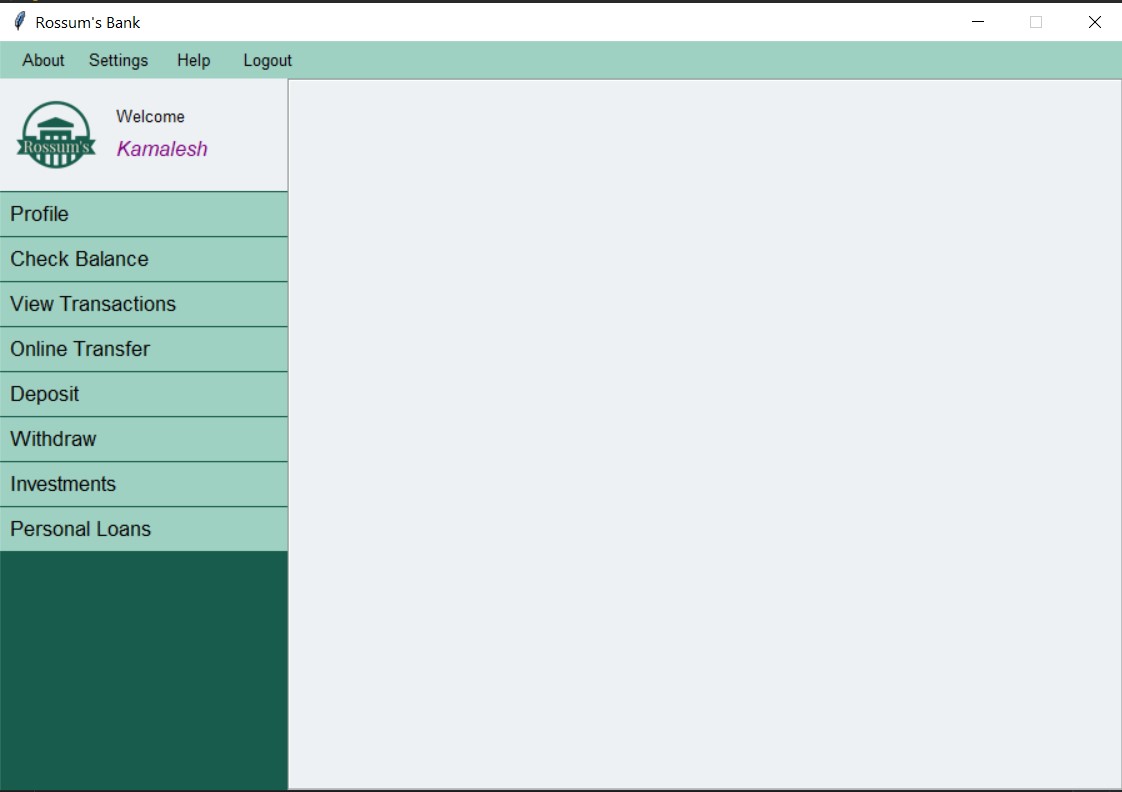 Rossum's Bank
About Settings Help Logout
Rossum's
Welcome
Kamalesh
Profile
Check Balance
View Transactions
Online Transfer
Deposit
Withdraw
Investments
Personal Loans